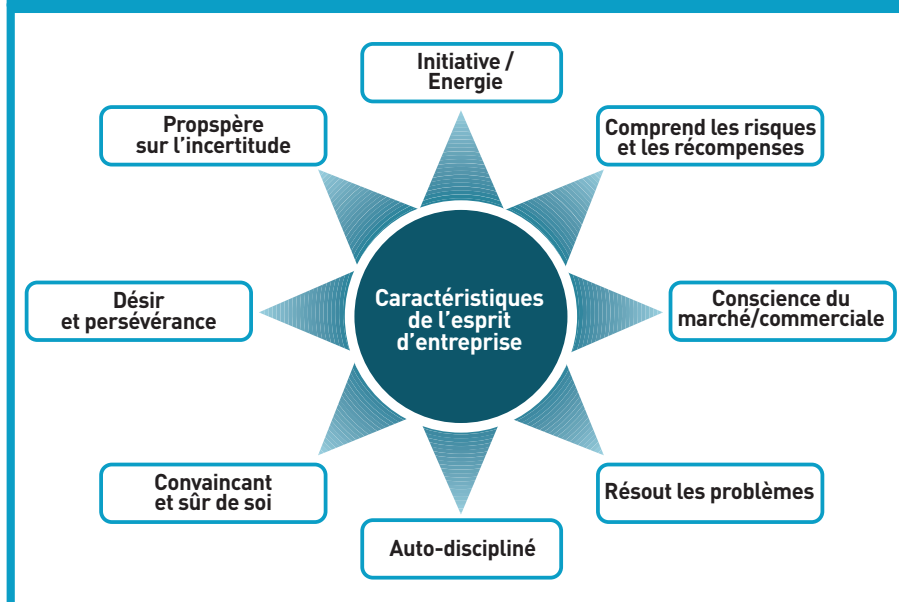 Initiative /
Energie
Propspère
sur l'incertitude
Comprend les risques
et les récompenses
Désir
et persévérance
Caractéristiques
de l'esprit
d'entreprise
Conscience du
marché/commerciale
Convaincant
et sûr de soi
Résout les problèmes
Auto-discipliné